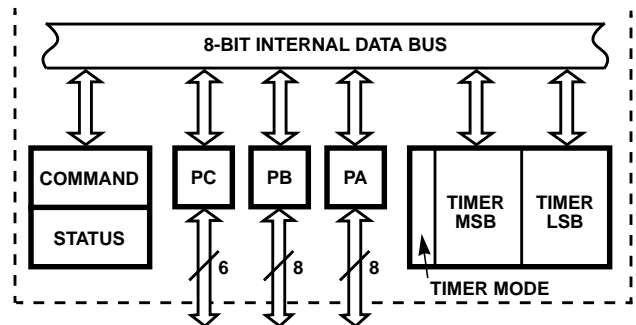 8-BIT INTERNAL DATA BUS
COMMAND
STATUS
PC
PB
PA
TIMER
MSB
TIMER
LSB
6
8
8
TIMER MODE